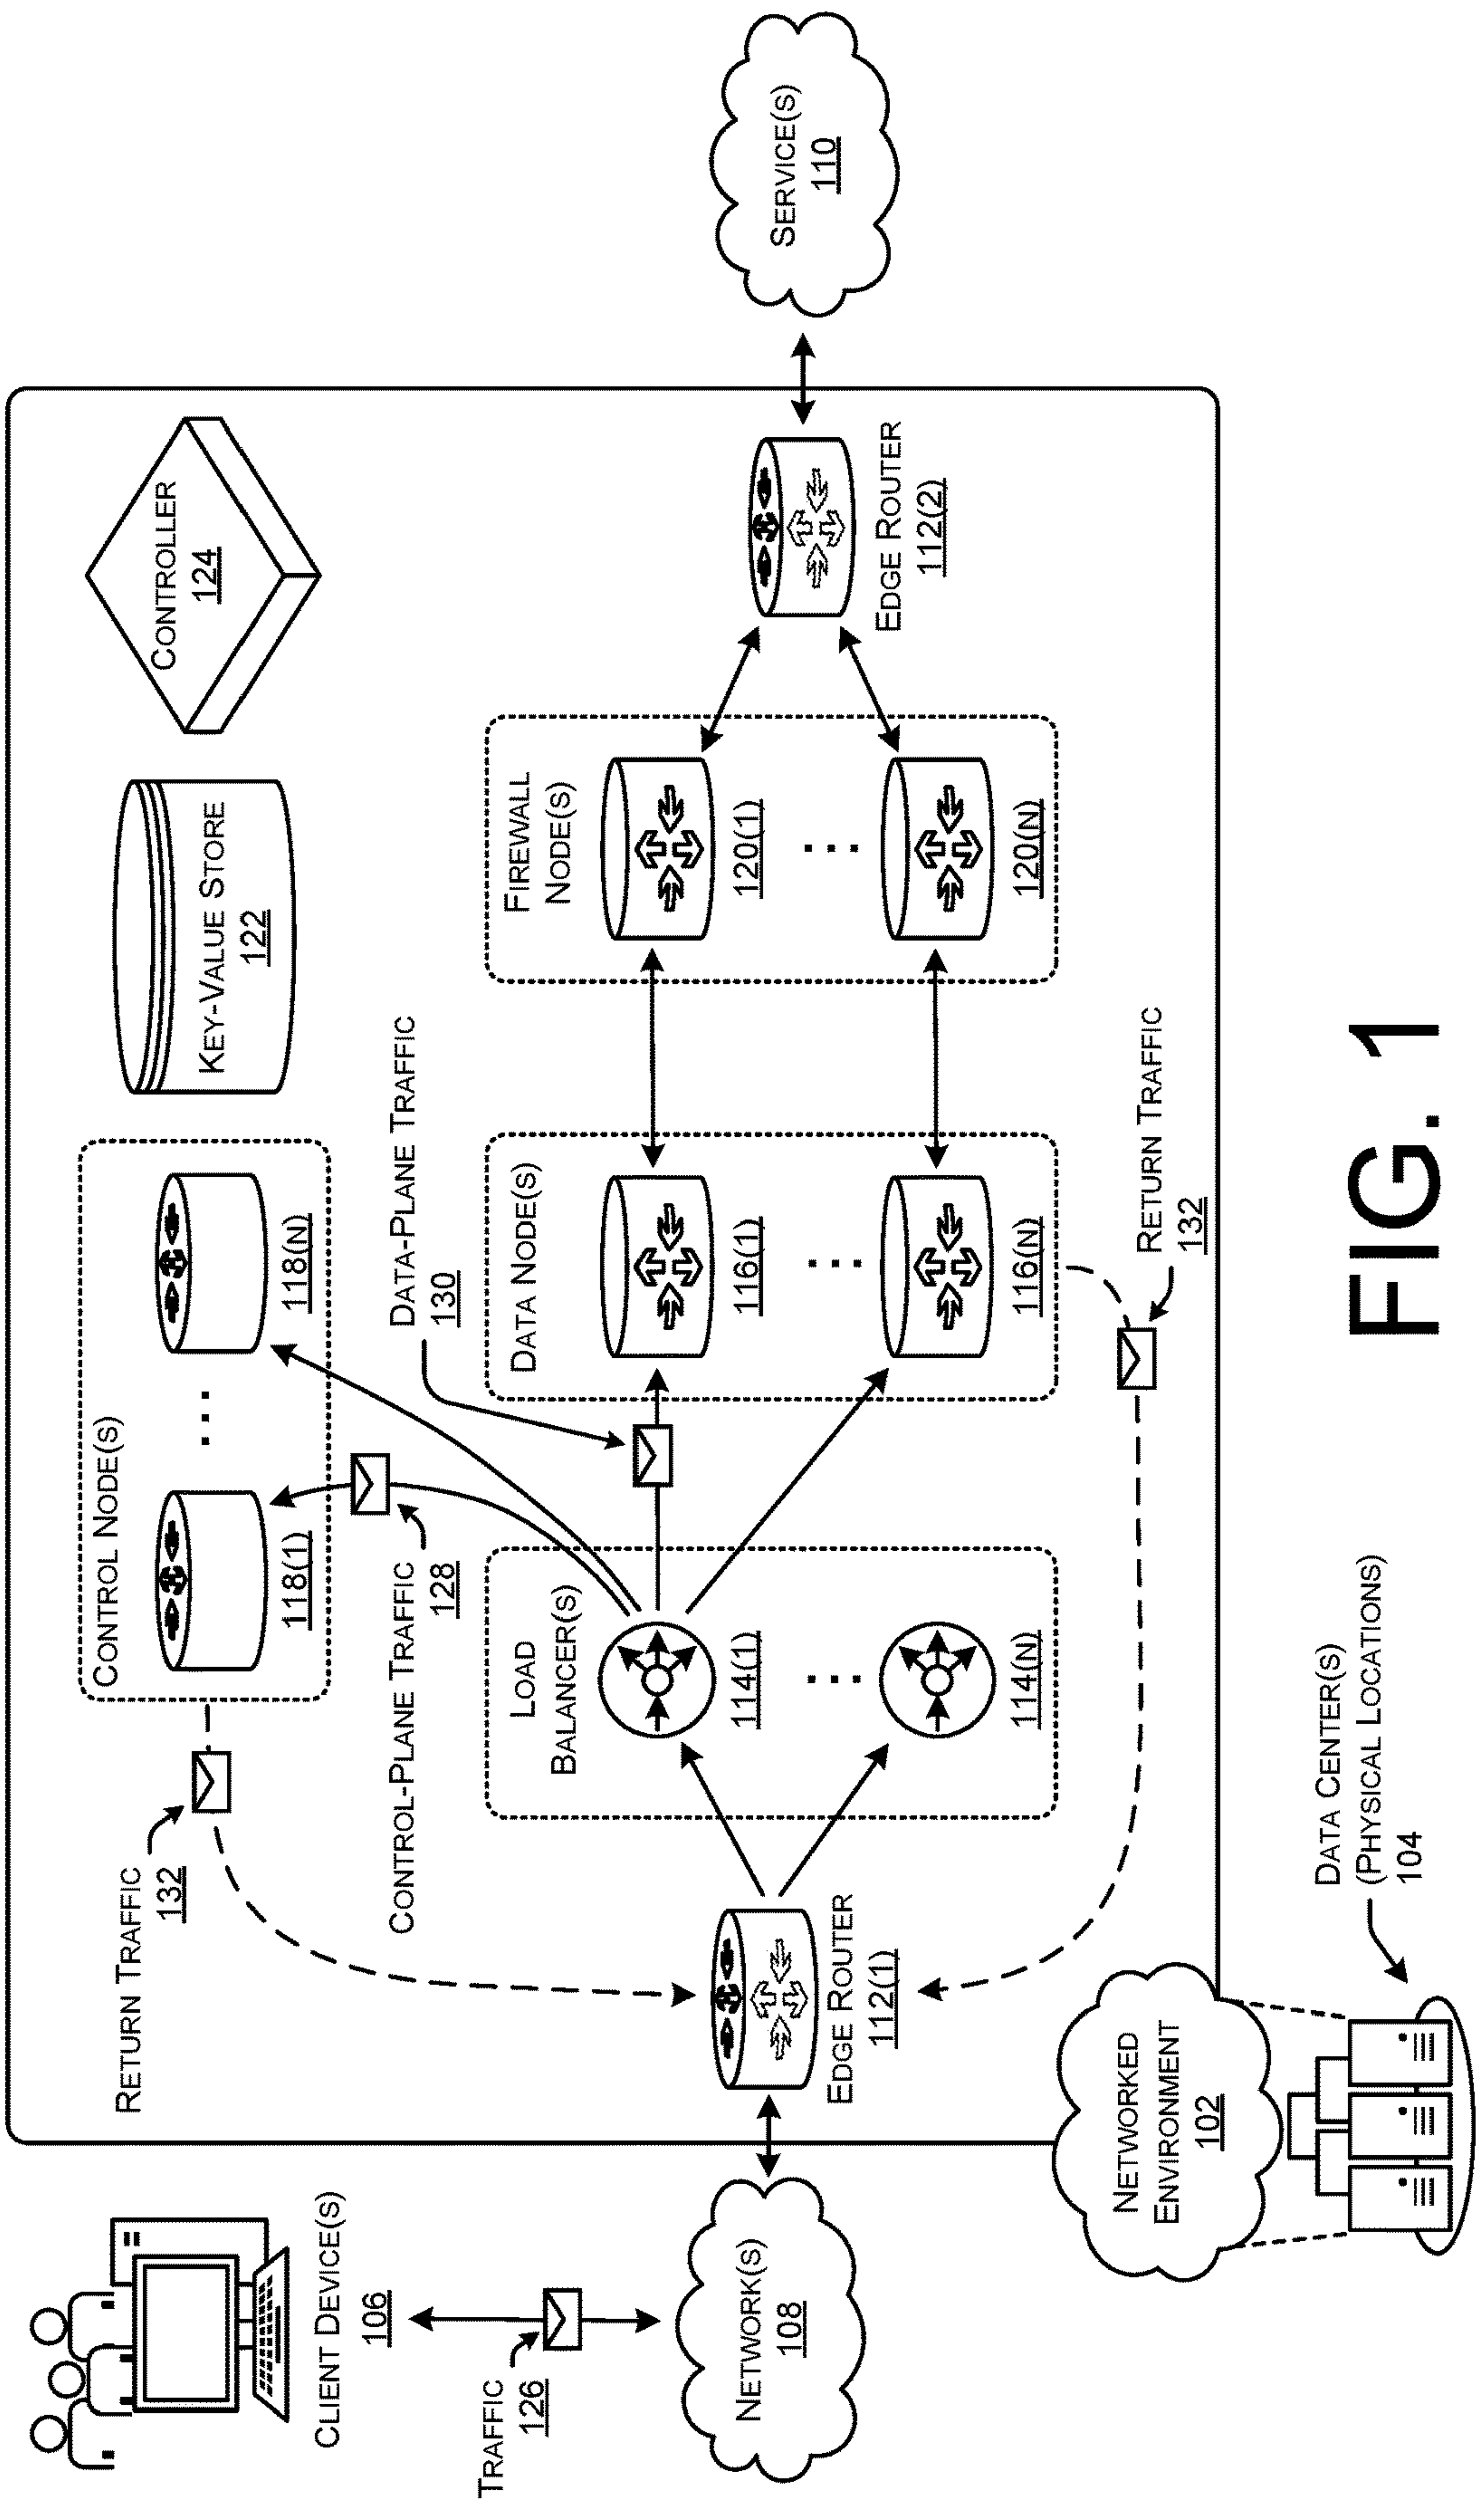 CLIENT DEVICE(S)
106
TRAFFIC
126
NETWORK(S)
108
RETURN TRAFFIC
132
CONTROL NODE(S)
118(1)
...
118(N)
KEY-VALUE STORE
122
CONTROLLER
124
CONTROL-PLANE TRAFFIC
128
DATA-PLANE TRAFFIC
130
EDGE ROUTER
112(1)
LOAD
BALANCER(S)
114(1)
...
114(N)
DATA NODE(S)
116(1)
...
116(N)
FIREWALL
NODE(S)
120(1)
...
120(N)
EDGE ROUTER
112(2)
SERVICE(S)
110
RETURN TRAFFIC
132
NETWORKED
ENVIRONMENT
102
DATA CENTER(S)
(PHYSICAL LOCATIONS)
104
FIG. 1